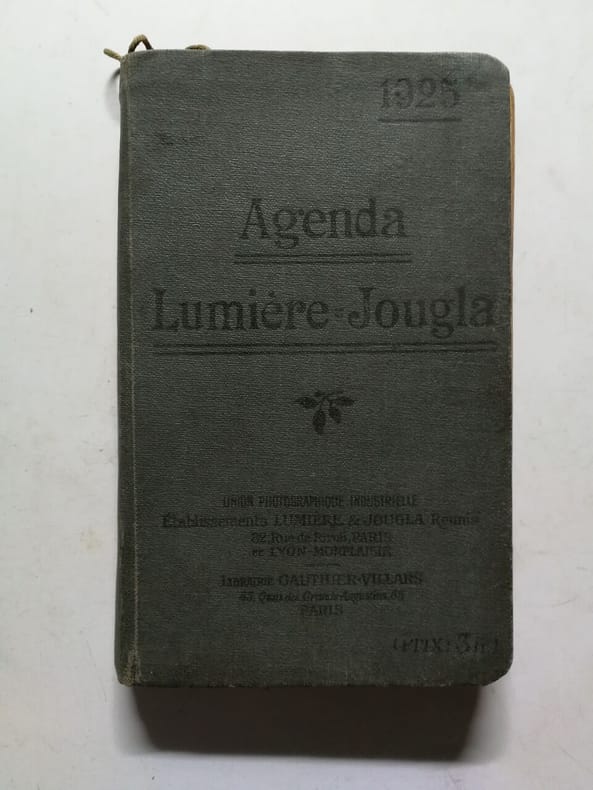 1925
Agenda
Lumière=Jougla
UNION PHOTOGRAPHIQUE INDUSTRIELLE
Établissements LUMIÈRE & JOUGLA Réunis
82, Rue de Rivoli, PARIS
et LYON-MONPLAISIR
LIBRAIRIE GAUTHIER-VILLARS
55, Quai des Grands-Augustins, 55
PARIS
(PRIX: 3 fr.)